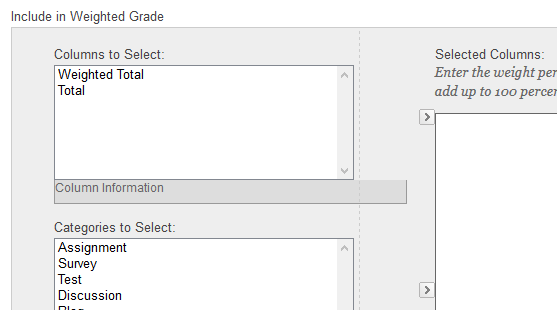 Include in Weighted Grade
Columns to Select:
Weighted Total
Total
Column Information
Categories to Select:
Assignment
Survey
Test
Discussion
Blog
Selected Columns:
Enter the weight per
add up to 100 percen